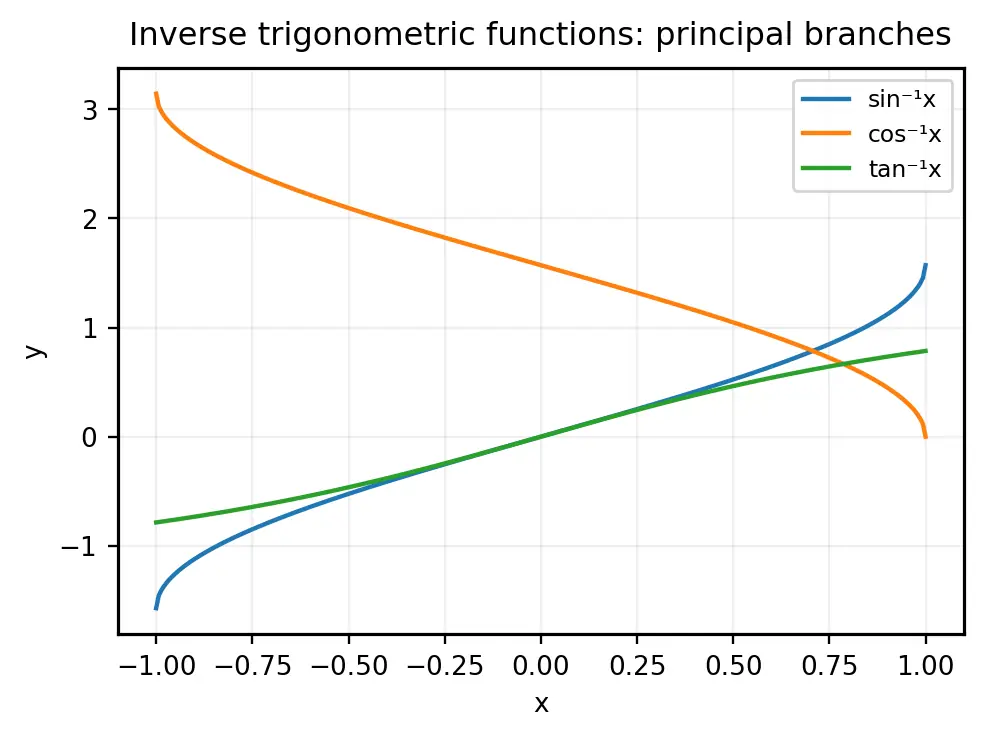 Inverse trigonometric functions: principal branches
sin⁻¹x
cos⁻¹x
tan⁻¹x
3
2
1
0
−1
y
−1.00 −0.75 −0.50 −0.25 0.00 0.25 0.50 0.75 1.00
x